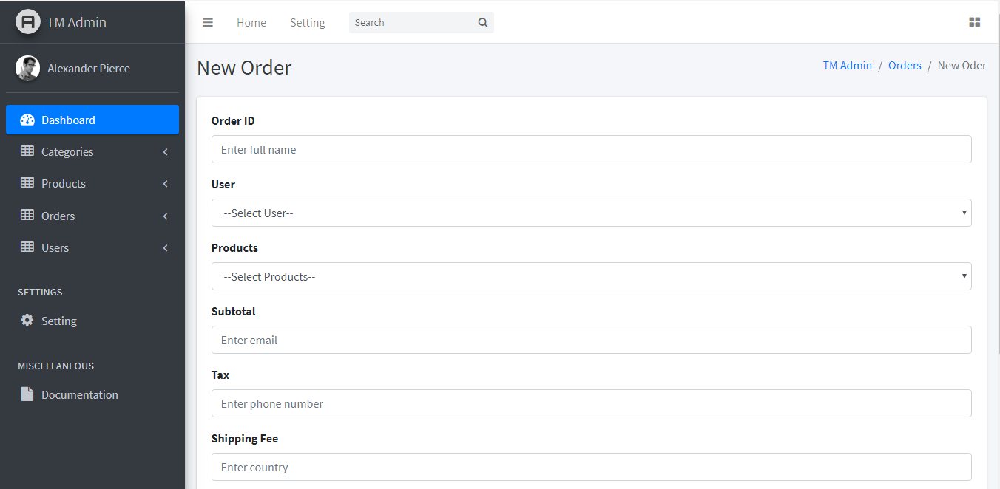 TM Admin
Home Setting Search
Alexander Pierce
New Order
TM Admin / Orders / New Oder
Dashboard
Categories
Products
Orders
Users
SETTINGS
Setting
MISCELLANEOUS
Documentation
Order ID
Enter full name
User
--Select User--
Products
--Select Products--
Subtotal
Enter email
Tax
Enter phone number
Shipping Fee
Enter country